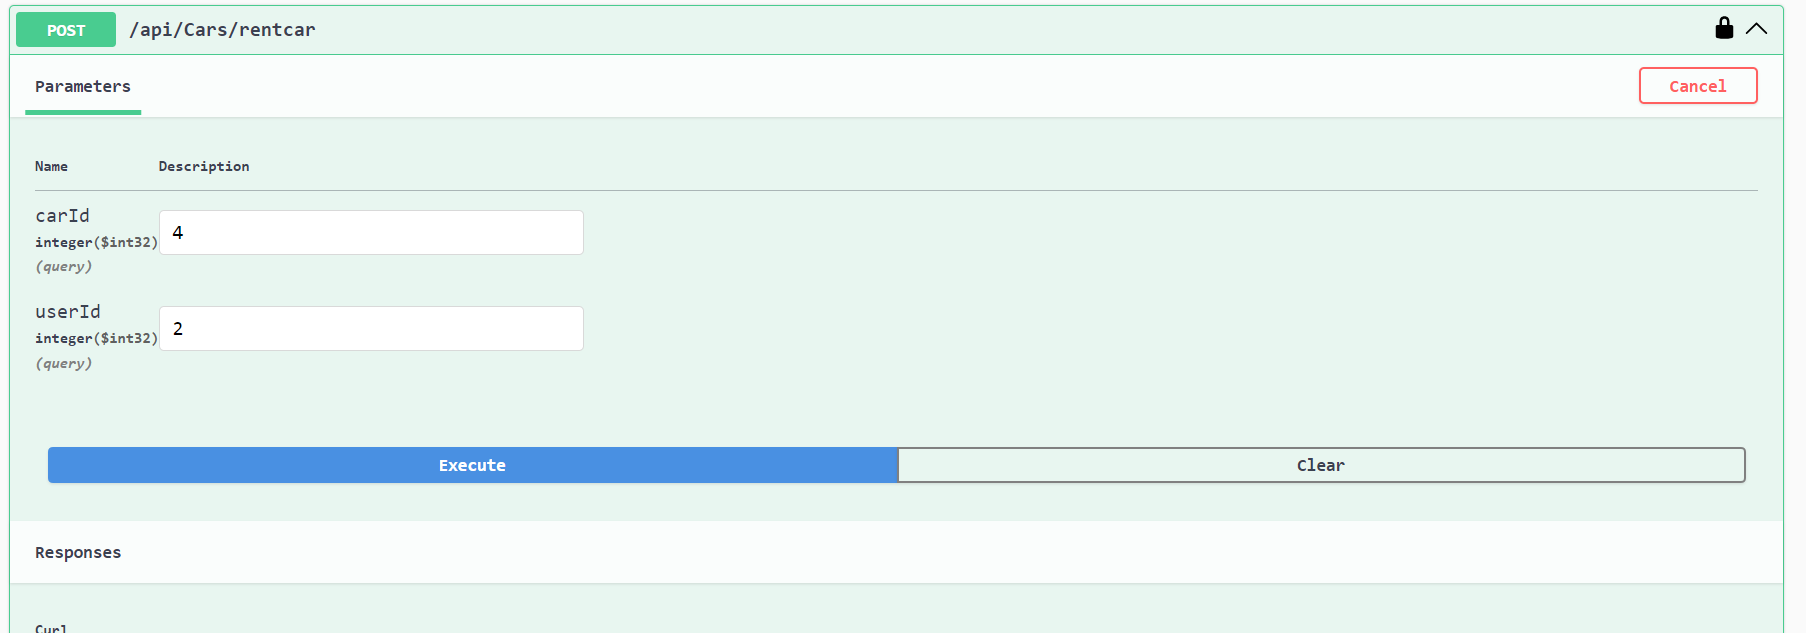 POST /api/Cars/rentcar
Parameters
Cancel
Name Description
carId
integer($int32)
(query)
4
userId
integer($int32)
(query)
2
Execute Clear
Responses
Curl